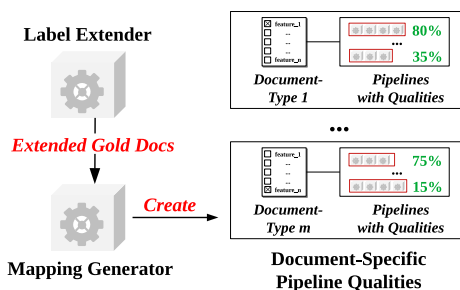 Label Extender
Extended Gold Docs
Mapping Generator
Create
feature_1
...
...
feature_n
Document-
Type 1
80%
...
35%
Pipelines
with Qualities
...
feature_1
...
...
feature_n
Document-
Type m
75%
...
15%
Pipelines
with Qualities
Document-Specific
Pipeline Qualities